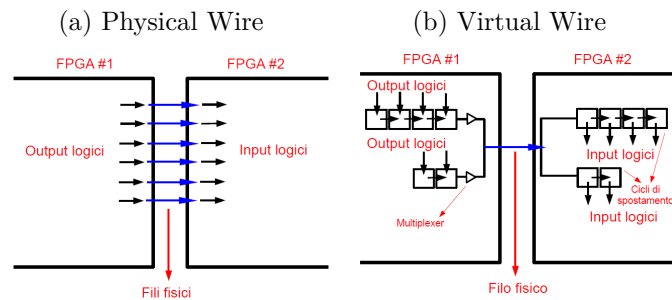 (a) Physical Wire
FPGA #1
FPGA #2
Output logici
Input logici
Fili fisici
(b) Virtual Wire
FPGA #1
FPGA #2
Output logici
Output logici
Multiplexer
Input logici
Cicli di
spostamento
Input logici
Filo fisico